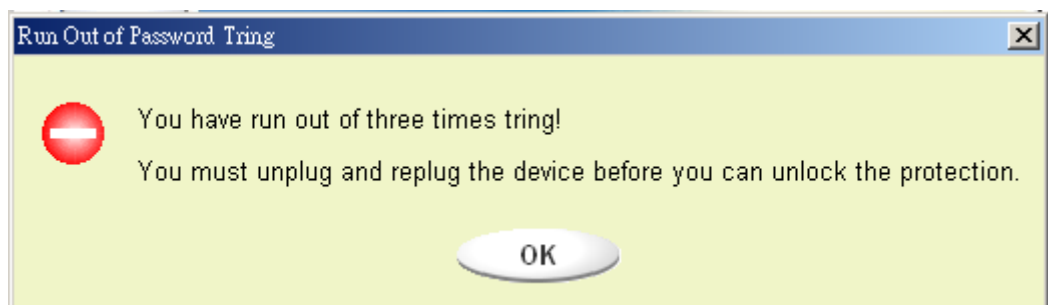 Run Out of Password Tring
You have run out of three times tring!
You must unplug and replug the device before you can unlock the protection.
OK